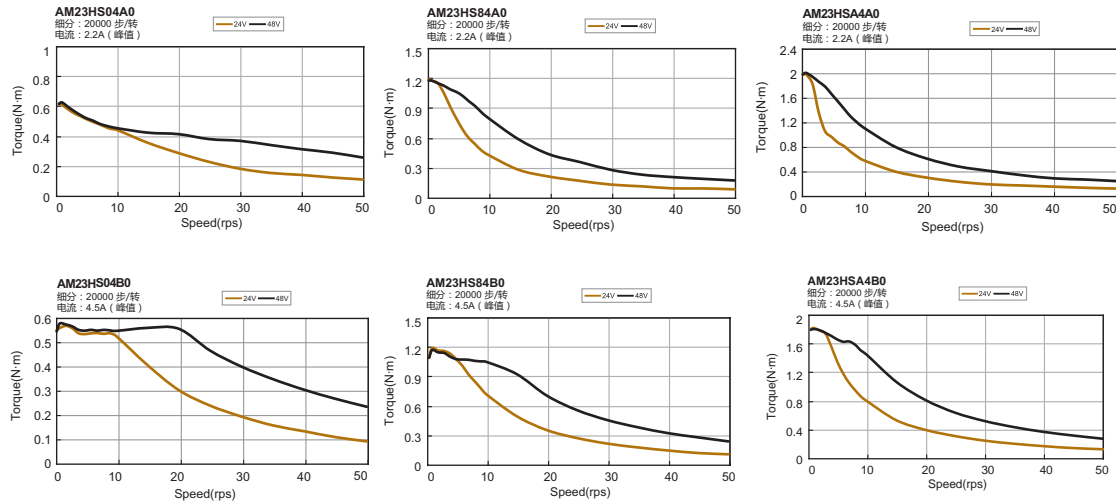 AM23HS04A0
细分：20000 步/转
电流：2.2A（峰值）
24V 48V
Torque(N·m)
1
0.8
0.6
0.4
0.2
0
0 10 20 30 40 50
Speed(rps)
AM23HS84A0
细分：20000 步/转
电流：2.2A（峰值）
24V 48V
Torque(N·m)
1.5
1.2
0.9
0.6
0.3
0
0 10 20 30 40 50
Speed(rps)
AM23HSA4A0
细分：20000 步/转
电流：2.2A（峰值）
24V 48V
Torque(N·m)
2.4
2
1.6
1.2
0.8
0.4
0
0 10 20 30 40 50
Speed(rps)
AM23HS04B0
细分：20000 步/转
电流：4.5A（峰值）
24V 48V
Torque(N·m)
0.6
0.5
0.4
0.3
0.2
0.1
0
0 10 20 30 40 50
Speed(rps)
AM23HS84B0
细分：20000 步/转
电流：4.5A（峰值）
24V 48V
Torque(N·m)
1.5
1.2
0.9
0.6
0.3
0
0 10 20 30 40 50
Speed(rps)
AM23HSA4B0
细分：20000 步/转
电流：4.5A（峰值）
24V 48V
Torque(N·m)
2
1.6
1.2
0.8
0.4
0
0 10 20 30 40 50
Speed(rps)